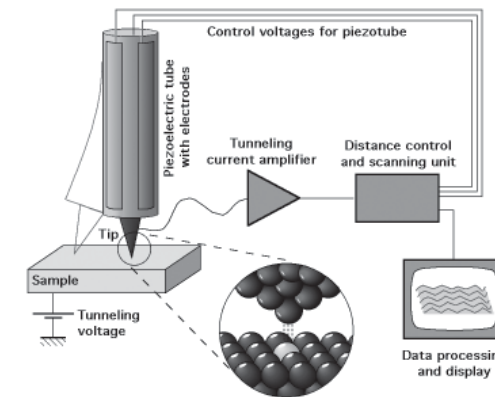 Control voltages for piezotube
Piezoelectric tube
with electrodes
Tunneling
current amplifier
Distance control
and scanning unit
Tip
Sample
Tunneling
voltage
Data processing
and display